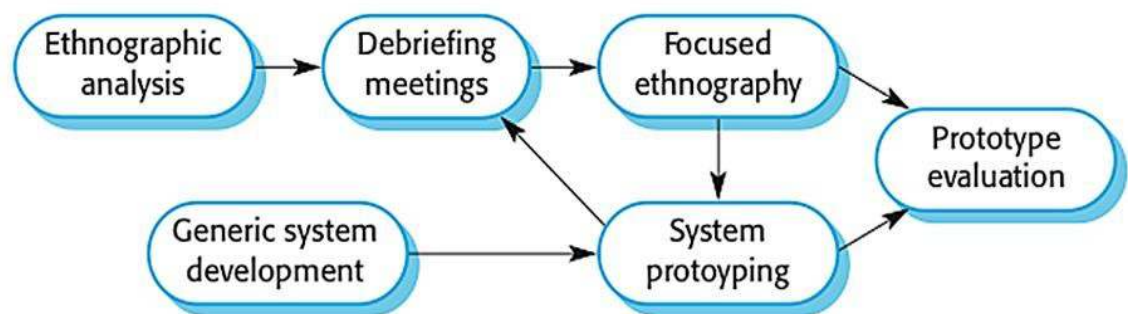 Ethnographic
analysis
Debriefing
meetings
Focused
ethnography
Prototype
evaluation
Generic system
development
System
protoyping